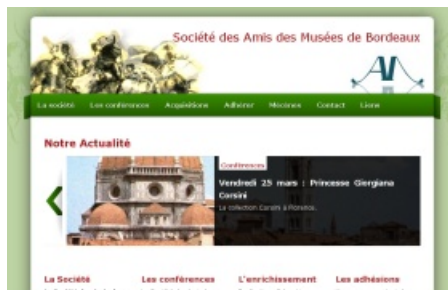 Société des Amis des Musées de Bordeaux
La société Les conférences Acquisitions Adhérer Mécènes Contact Liens
Notre Actualité
Conférences
Vendredi 25 mars : Princesse Giorgiana
Corsini
La collection Corsini à Florence.
La Société Les conférences L'enrichissement Les adhésions